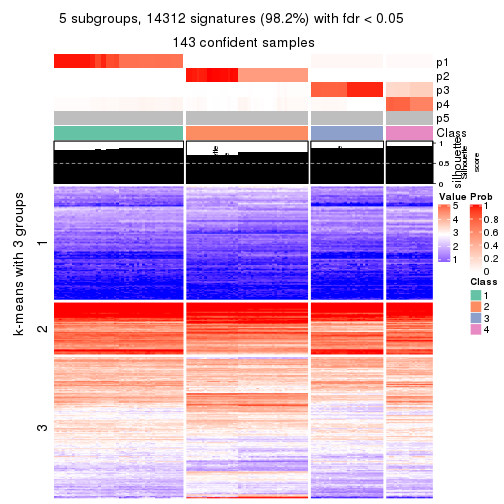 5 subgroups, 14312 signatures (98.2%) with fdr < 0.05
143 confident samples
p1
p2
p3
p4
p5
Class
1
0.5
0
silhouette
Silhouette
score
k-means with 3 groups
1
2
3
Value
5
4
3
2
1
Prob
1
0.8
0.6
0.4
0.2
0
Class
1
2
3
4